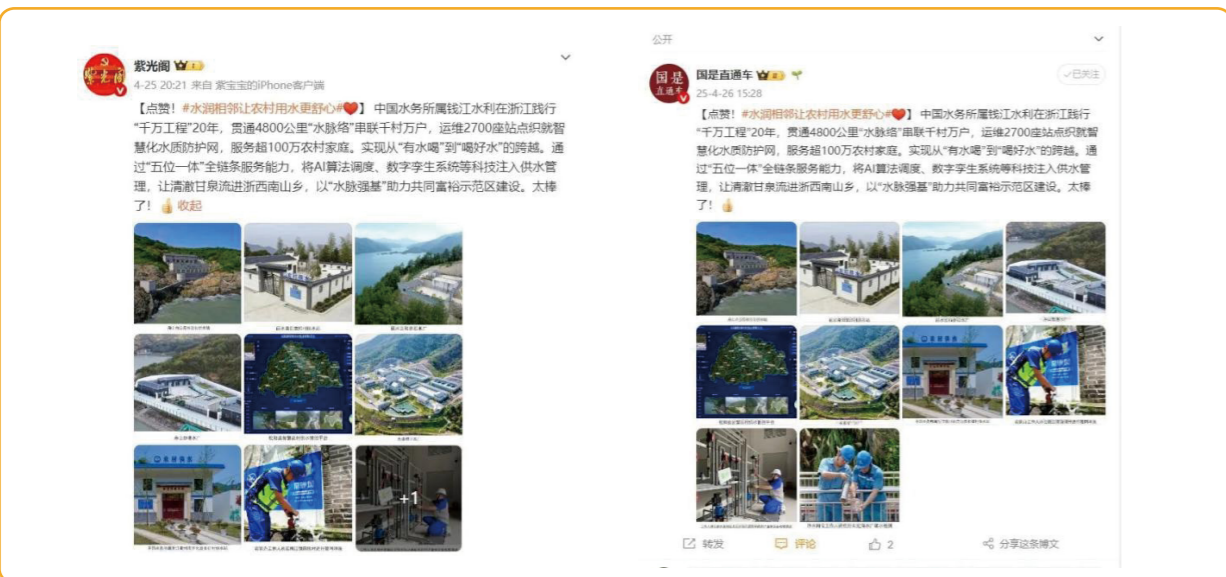 紫光阁
4-25 20:21 来自 紫宝宝的iPhone客户端
【点赞！#水润相邻让农村用水更舒心#❤️】 中国水务所属钱江水利在浙江践行
“千万工程”20年，贯通4800公里“水脉络”串联千村万户，运维2700座站点织就智
慧化水质防护网，服务超100万农村家庭。实现从“有水喝”到“喝好水”的跨越。通
过“五位一体”全链条服务能力，将AI算法调度、数字孪生系统等科技注入供水管
理，让清澈甘泉流进浙西南山乡，以“水脉强基”助力共同富裕示范区建设。太棒
了！👍 收起
+1
公开
国是直通车
✓已关注
25-4-26 15:28
【点赞！#水润相邻让农村用水更舒心#❤️】 中国水务所属钱江水利在浙江践行
“千万工程”20年，贯通4800公里“水脉络”串联千村万户，运维2700座站点织就智
慧化水质防护网，服务超100万农村家庭。实现从“有水喝”到“喝好水”的跨越。通
过“五位一体”全链条服务能力，将AI算法调度、数字孪生系统等科技注入供水管
理，让清澈甘泉流进浙西南山乡，以“水脉强基”助力共同富裕示范区建设。太棒
了！👍
转发 评论 2 分享这条博文